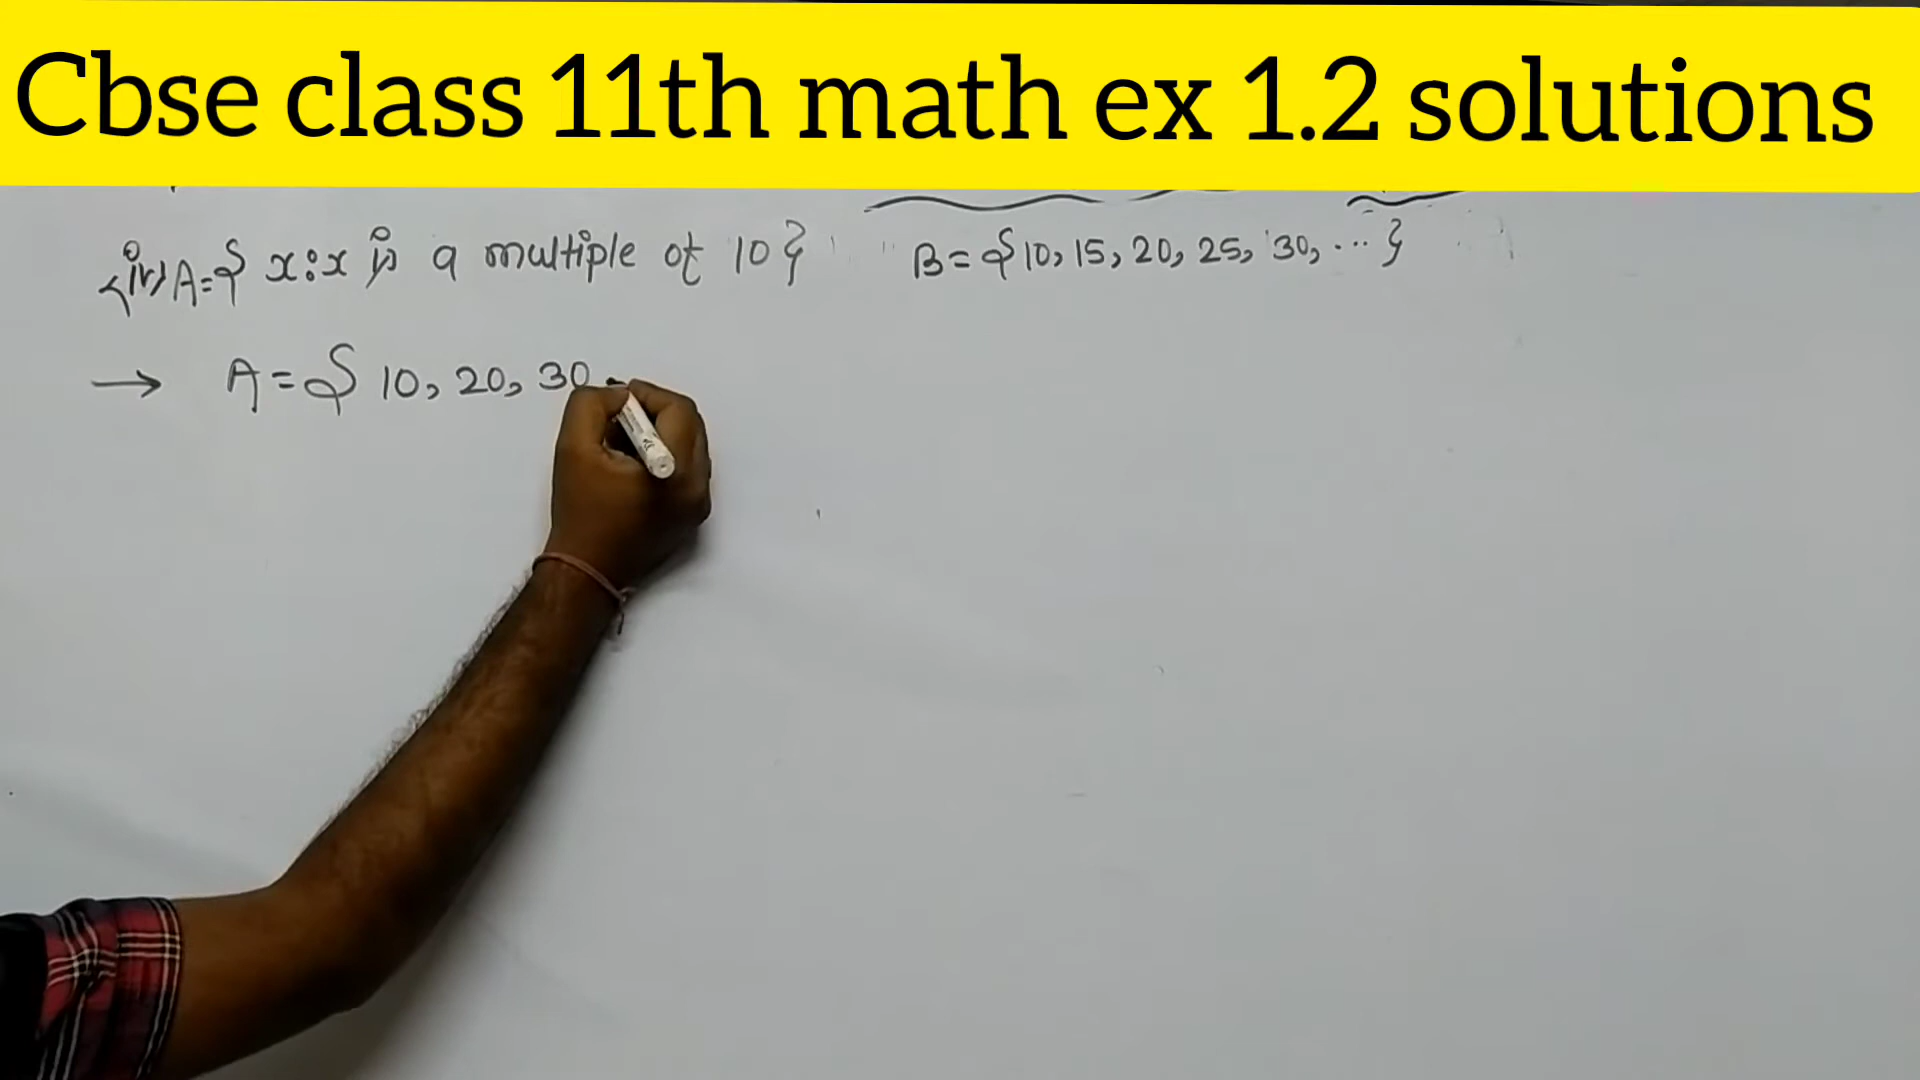 Cbse class 11th math ex 1.2 solutions
(iv) A={ x:x is a multiple of 10} B={10, 15, 20, 25, 30, ...}
→ A={ 10, 20, 30